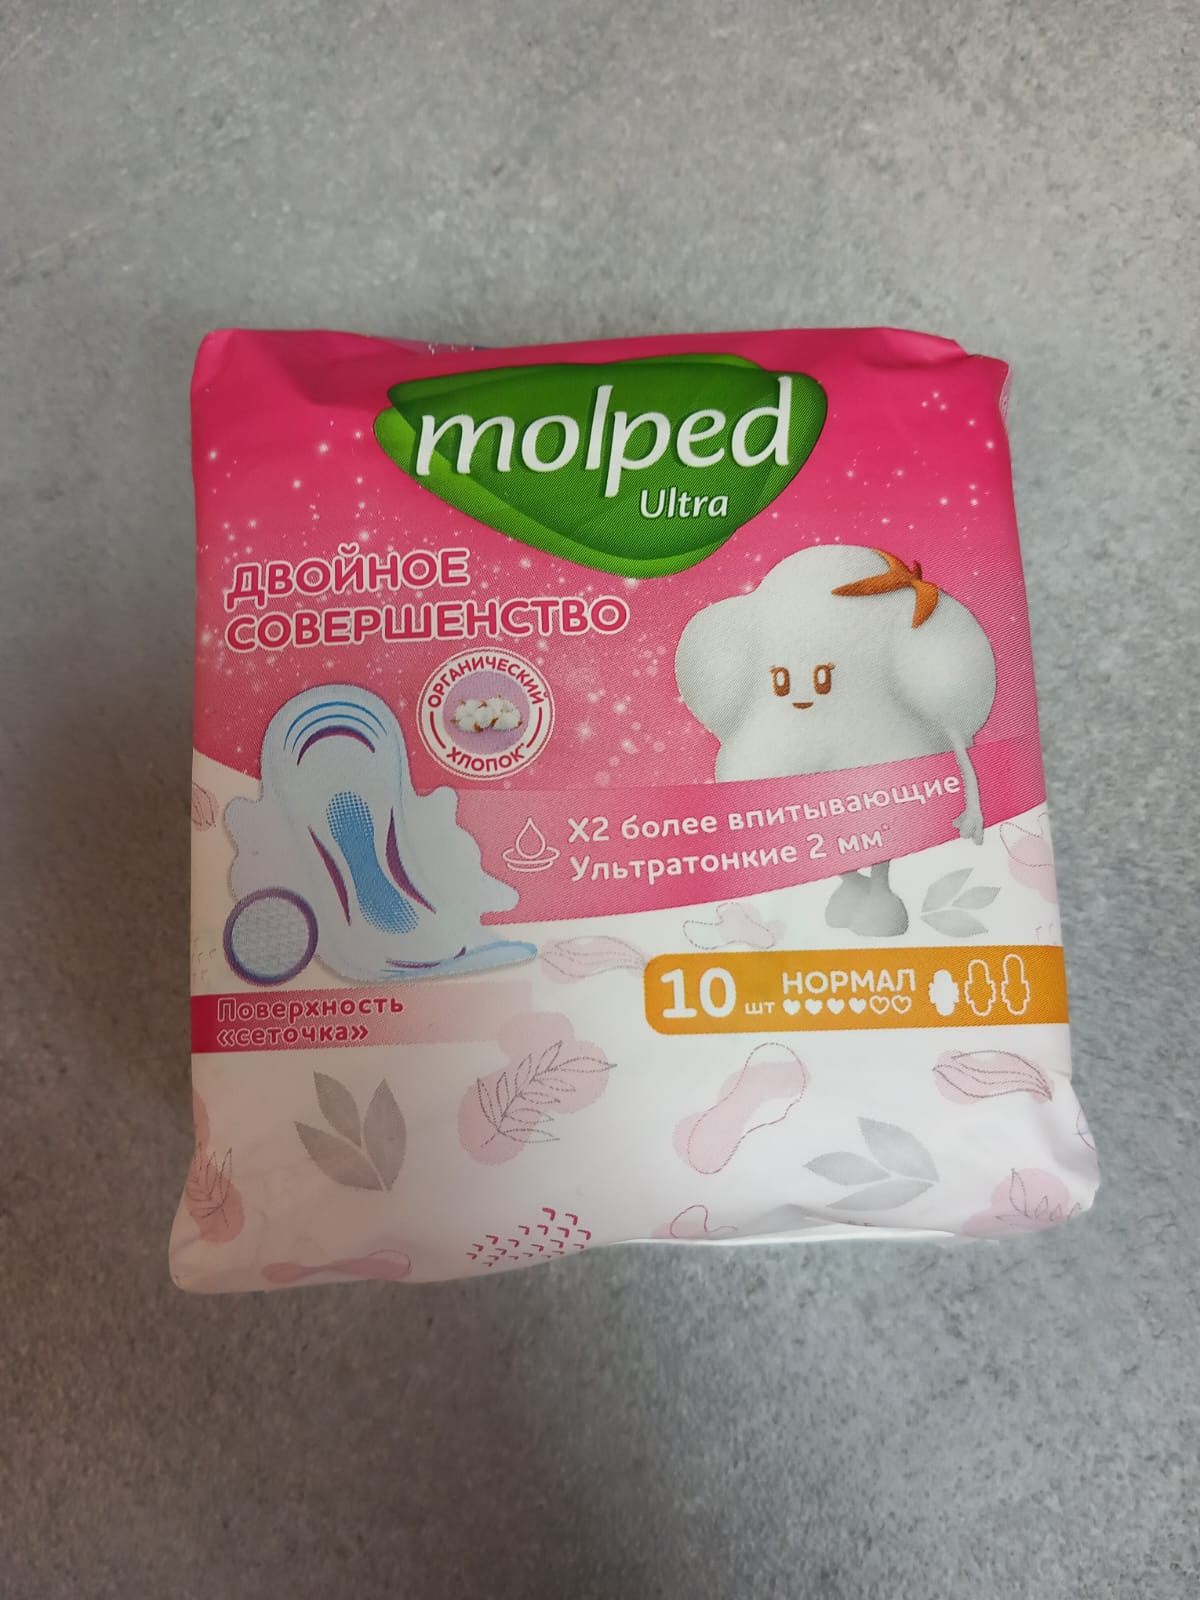 molped
Ultra
ДВОЙНОЕ
СОВЕРШЕНСТВО
ОРГАНИЧЕСКИЙ
ХЛОПОК*
X2 более впитывающие
Ультратонкие 2 мм*
10 шт НОРМАЛ
Поверхность
«сеточка»